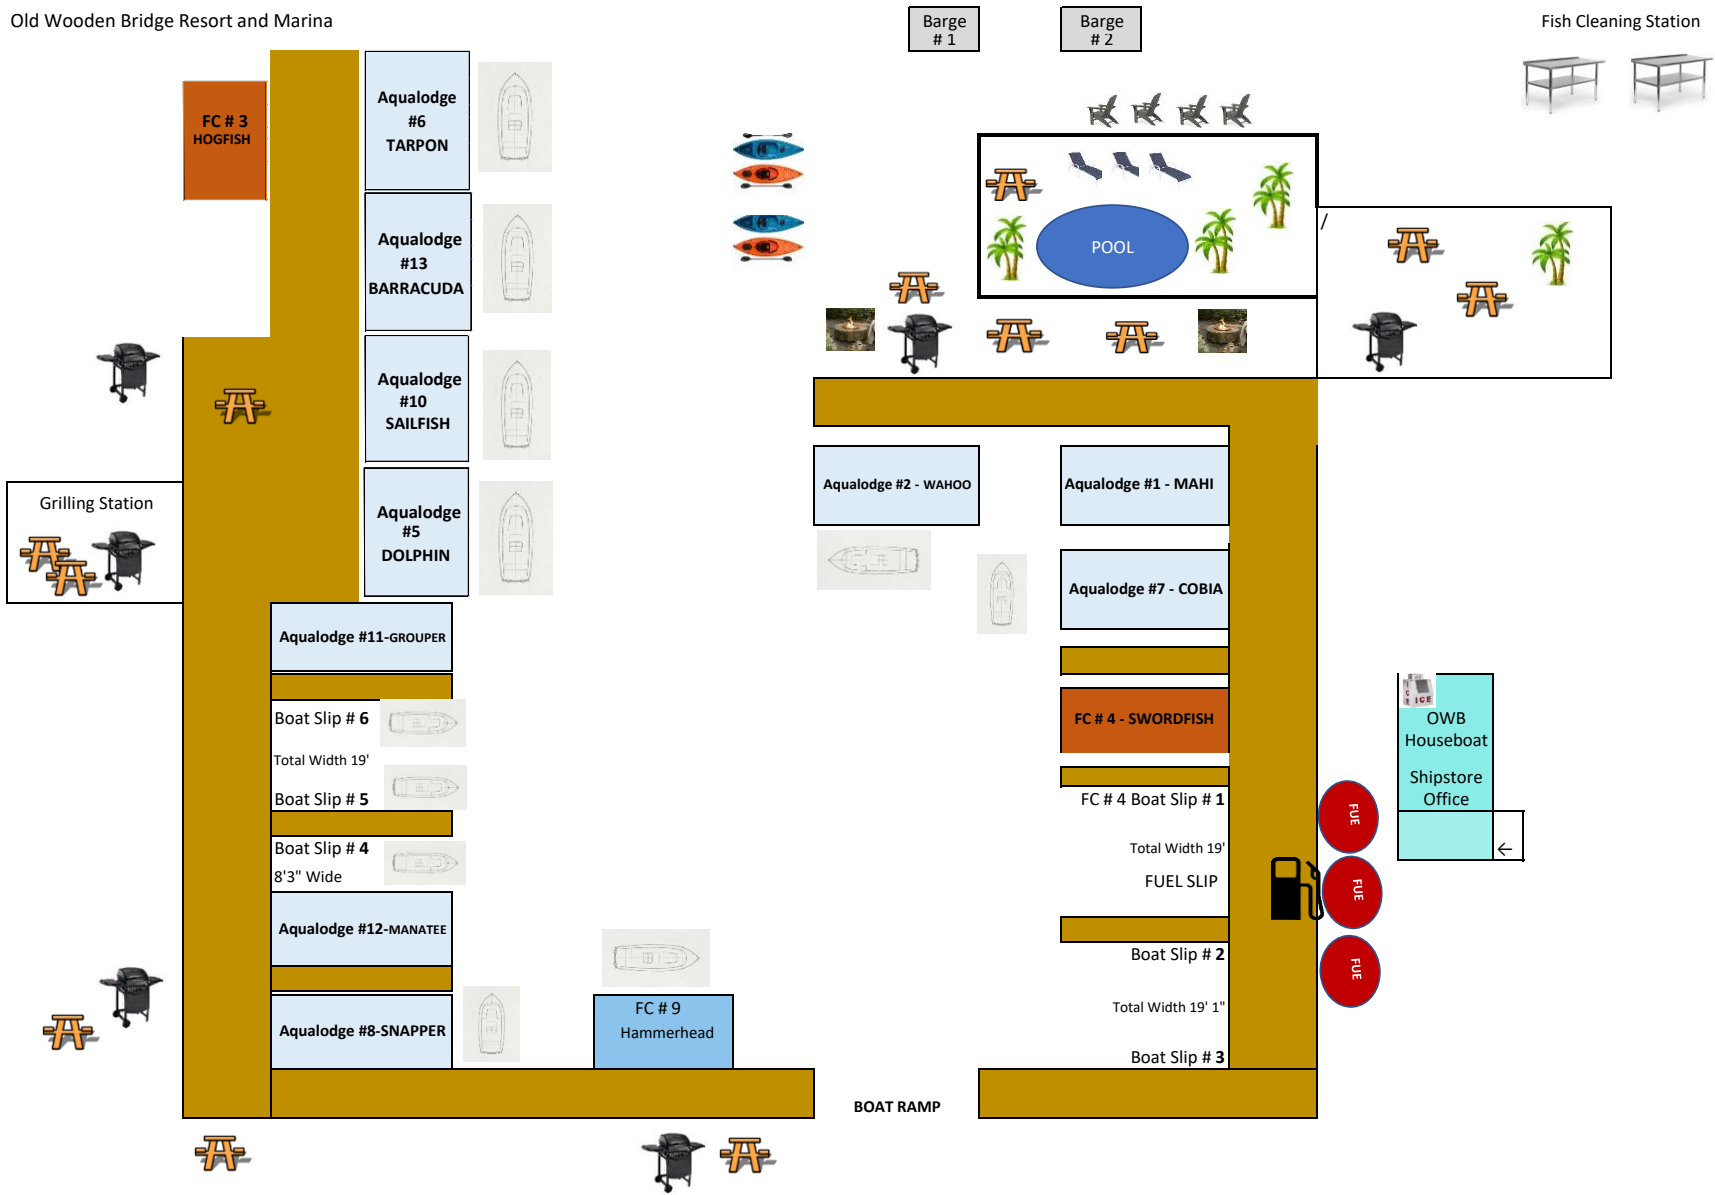 Old Wooden Bridge Resort and Marina
Barge
# 1
Barge
# 2
Fish Cleaning Station
FC # 3
HOGFISH
Aqualodge
#6
TARPON
Aqualodge
#13
BARRACUDA
POOL
/
Aqualodge
#10
SAILFISH
Grilling Station
Aqualodge
#5
DOLPHIN
Aqualodge #2 - WAHOO
Aqualodge #1 - MAHI
Aqualodge #7 - COBIA
Aqualodge #11-GROUPER
Boat Slip # 6
Total Width 19'
Boat Slip # 5
Boat Slip # 4
8'3" Wide
Aqualodge #12-MANATEE
Aqualodge #8-SNAPPER
FC # 9
Hammerhead
FC # 4 - SWORDFISH
FC # 4 Boat Slip # 1
Total Width 19'
FUEL SLIP
Boat Slip # 2
Total Width 19' 1"
Boat Slip # 3
FUE
FUE
FUE
ICE
OWB
Houseboat
Shipstore
Office
←
BOAT RAMP